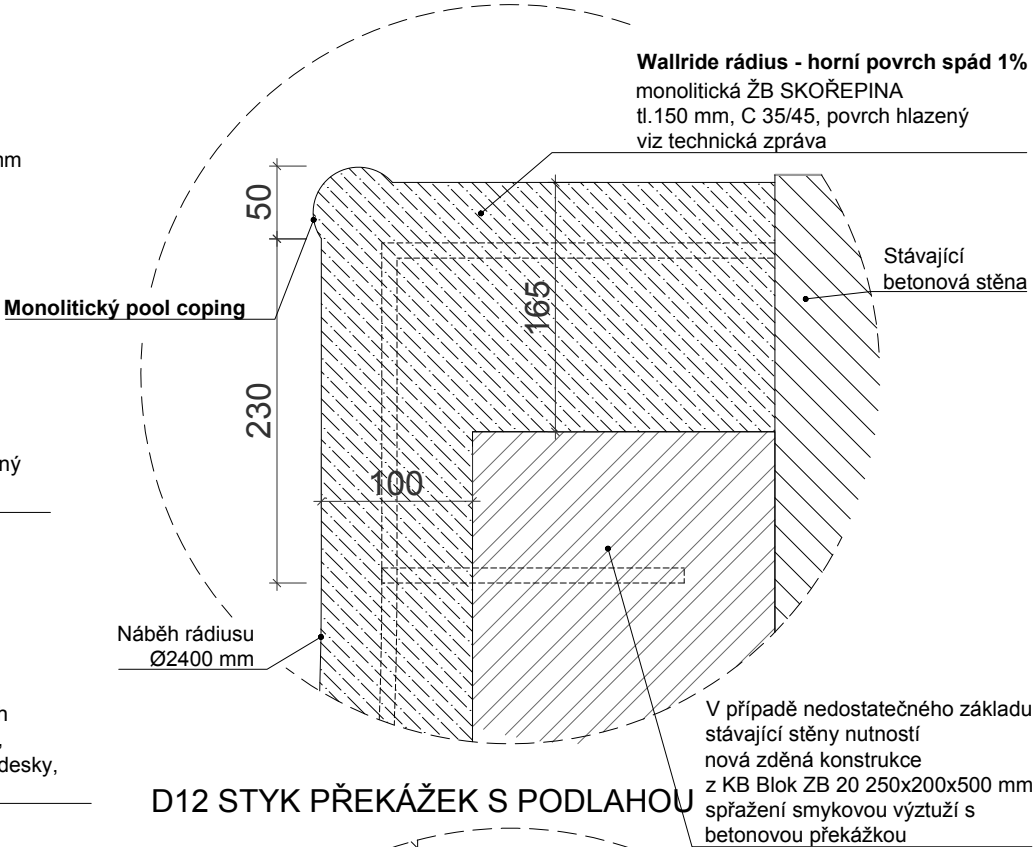 Wallride rádius - horní povrch spád 1%
monolitická ŽB SKOŘEPINA
tl.150 mm, C 35/45, povrch hlazený
viz technická zpráva
50
Stávající
betonová stěna
Monolitický pool coping
165
230
100
Náběh rádiusu
Ø2400 mm
desky,
V případě nedostatečného základu
stávající stěny nutností
nová zděná konstrukce
z KB Blok ZB 20 250x200x500 mm
spřažení smykovou výztuží s
betonovou překážkou
D12 STYK PŘEKÁŽEK S PODLAHOU